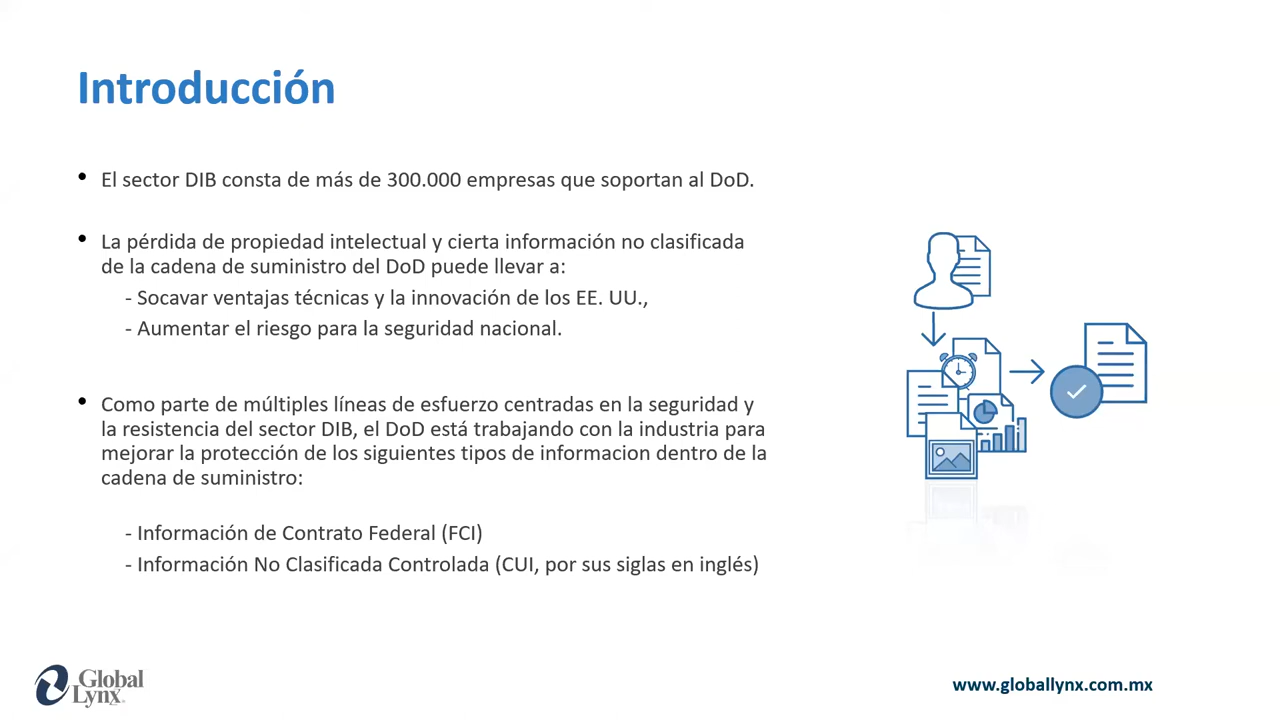 Introducción
• El sector DIB consta de más de 300.000 empresas que soportan al DoD.
• La pérdida de propiedad intelectual y cierta información no clasificada
de la cadena de suministro del DoD puede llevar a:
- Socavar ventajas técnicas y la innovación de los EE. UU.,
- Aumentar el riesgo para la seguridad nacional.
• Como parte de múltiples líneas de esfuerzo centradas en la seguridad y
la resistencia del sector DIB, el DoD está trabajando con la industria para
mejorar la protección de los siguientes tipos de informacion dentro de la
cadena de suministro:
- Información de Contrato Federal (FCI)
- Información No Clasificada Controlada (CUI, por sus siglas en inglés)
Global
Lynx
www.globallynx.com.mx